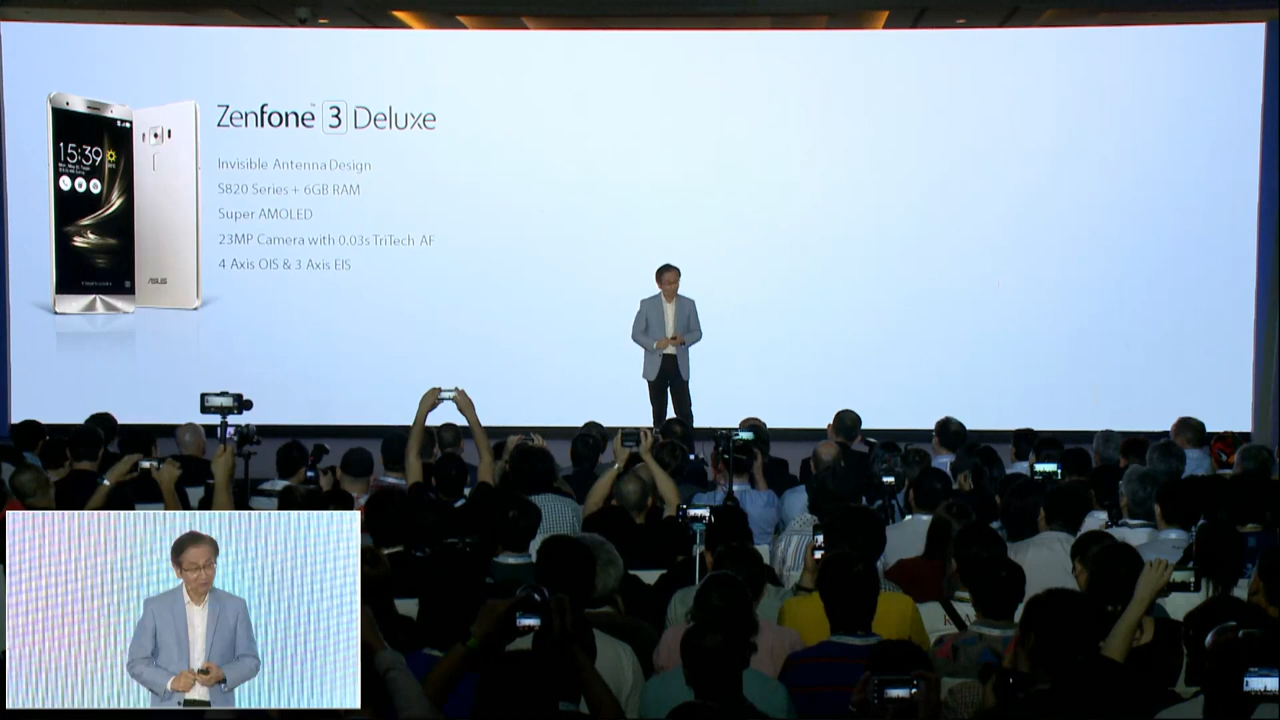 Zenfone™ 3 Deluxe
Invisible Antenna Design
S820 Series + 6GB RAM
Super AMOLED
23MP Camera with 0.03s TriTech AF
4 Axis OIS & 3 Axis EIS
15:39
ASUS